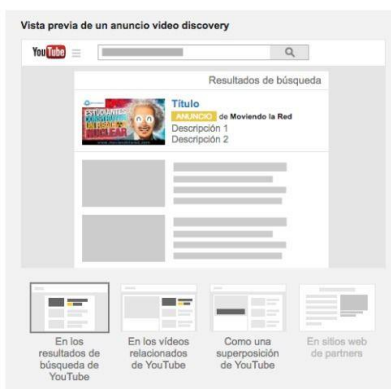 Vista previa de un anuncio video discovery
YouTube
Resultados de búsqueda
Título
ANUNCIO de Moviendo la Red
Descripción 1
Descripción 2
NUCLEAR
En los
resultados de
búsqueda de
YouTube
En los vídeos
relacionados
de YouTube
Como una
superposición
de YouTube
En sitios web
de partners